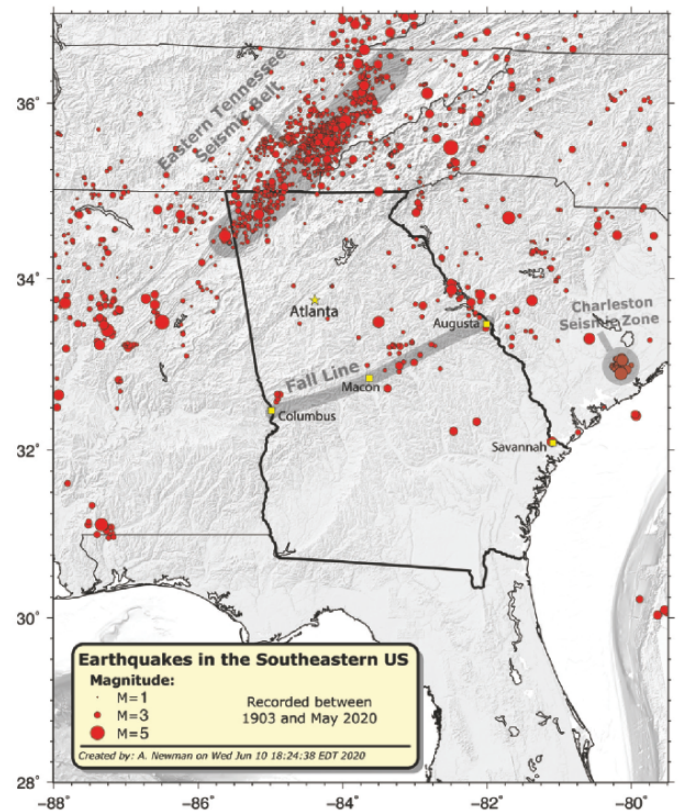 36°
34°
32°
30°
28°
-88°
-86°
-84°
-82°
-80°
Eastern Tennessee
Seismic Belt
Atlanta
Augusta
Charleston
Seismic Zone
Fall Line
Macon
Columbus
Savannah
Earthquakes in the Southeastern US
Magnitude:
M=1
M=3
M=5
Recorded between
1903 and May 2020
Created by: A. Newman on Wed Jun 10 18:24:38 EDT 2020